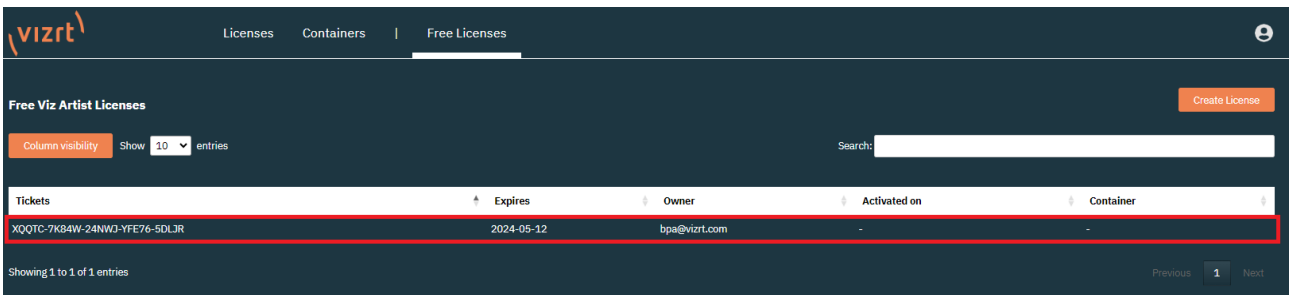 vizrt
Licenses Containers | Free Licenses
Free Viz Artist Licenses
Create License
Column visibility Show 10 entries Search:
Tickets Expires Owner Activated on Container
XQQTC-7K84W-24NWJ-YFE76-5DLJR 2024-05-12 bpa@vizrt.com - -
Showing 1 to 1 of 1 entries Previous 1 Next